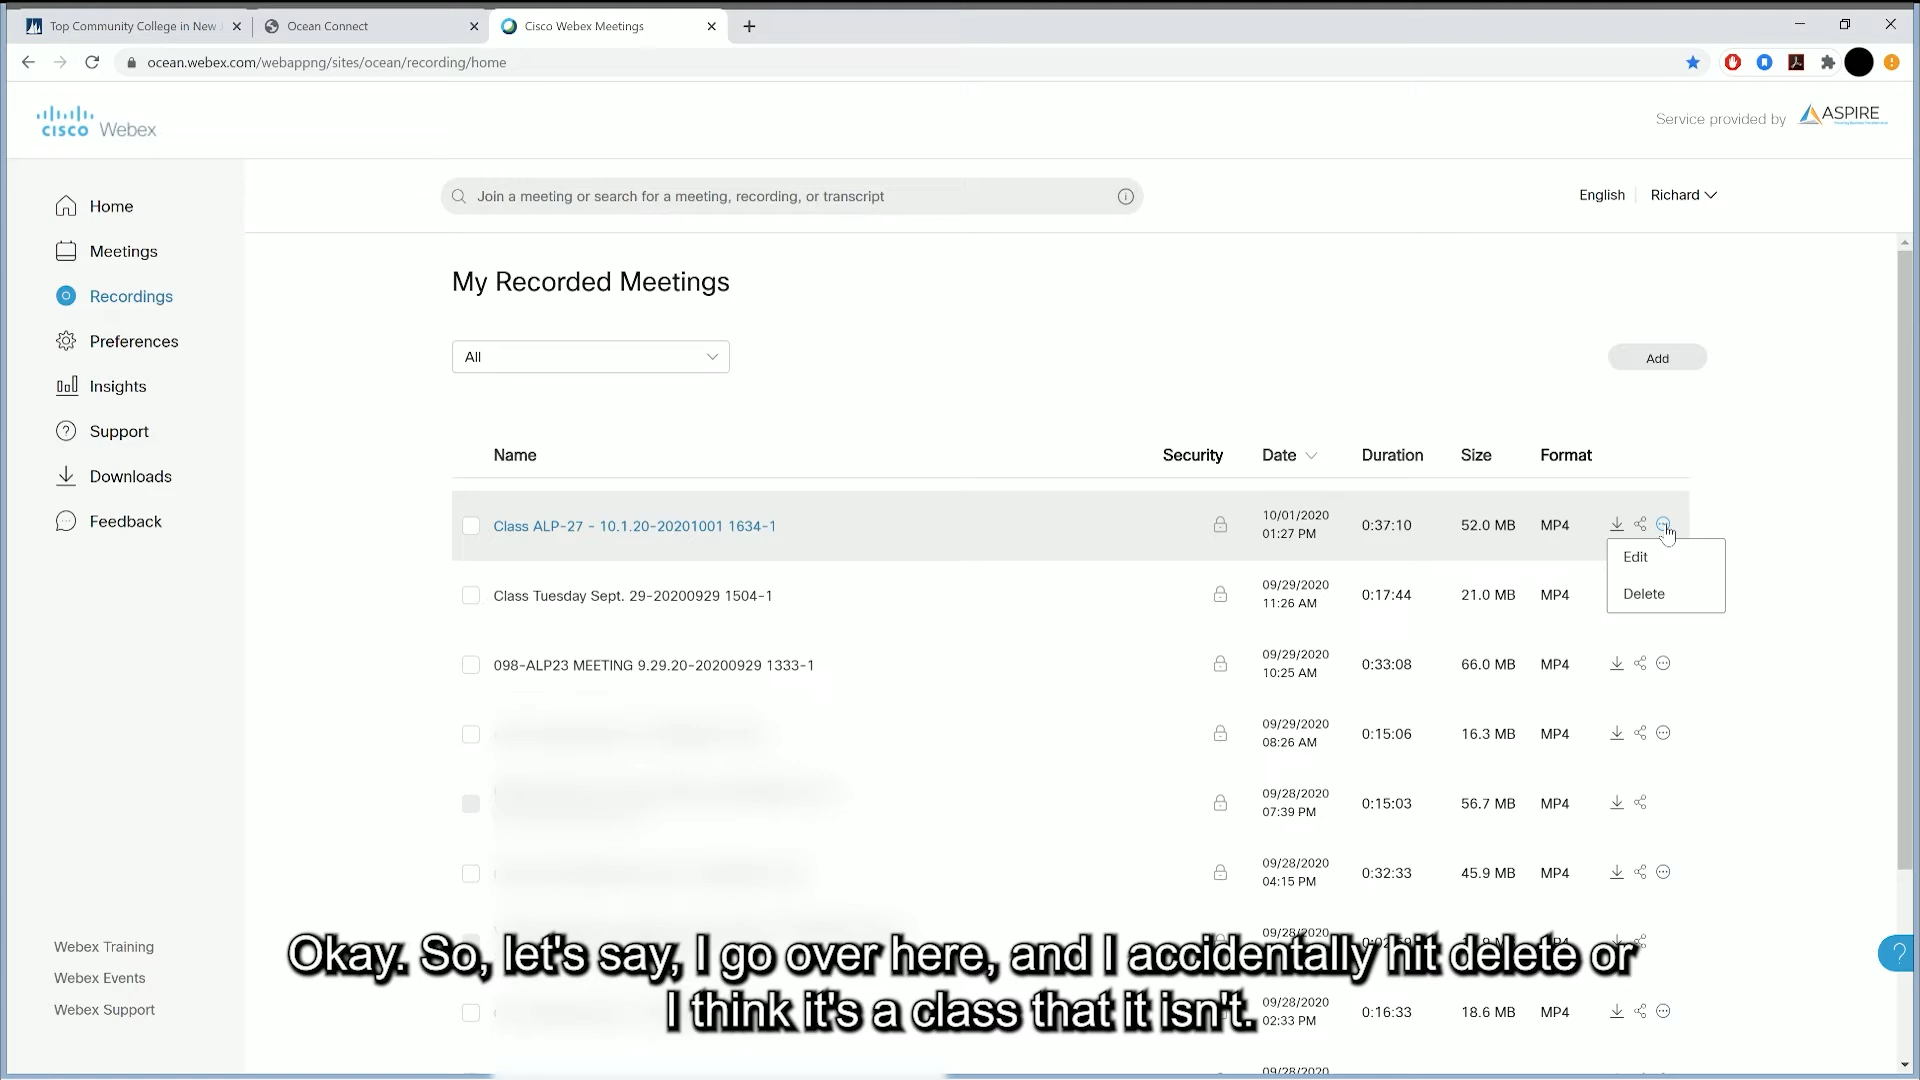 Top Community College in New J
Ocean Connect
Cisco Webex Meetings
ocean.webex.com/webappng/sites/ocean/recording/home
CISCO Webex
Service provided by ASPIRE
Join a meeting or search for a meeting, recording, or transcript
English
Richard
Home
Meetings
Recordings
Preferences
Insights
Support
Downloads
Feedback
My Recorded Meetings
All
Add
Name Security Date Duration Size Format
Class ALP-27 - 10.1.20-20201001 1634-1 10/01/2020 0:37:10 52.0 MB MP4
01:27 PM
Edit
Delete
Class Tuesday Sept. 29-20200929 1504-1 09/29/2020 0:17:44 21.0 MB MP4
11:26 AM
098-ALP23 MEETING 9.29.20-20200929 1333-1 09/29/2020 0:33:08 66.0 MB MP4
10:25 AM
09/29/2020 0:15:06 16.3 MB MP4
08:26 AM
09/28/2020 0:15:03 56.7 MB MP4
07:39 PM
09/28/2020 0:32:33 45.9 MB MP4
04:15 PM
09/28/2020
09/28/2020 0:16:33 18.6 MB MP4
02:33 PM
09/28/2020
Webex Training
Webex Events
Webex Support
Okay. So, let's say, I go over here, and I accidentally hit delete or
I think it's a class that it isn't.